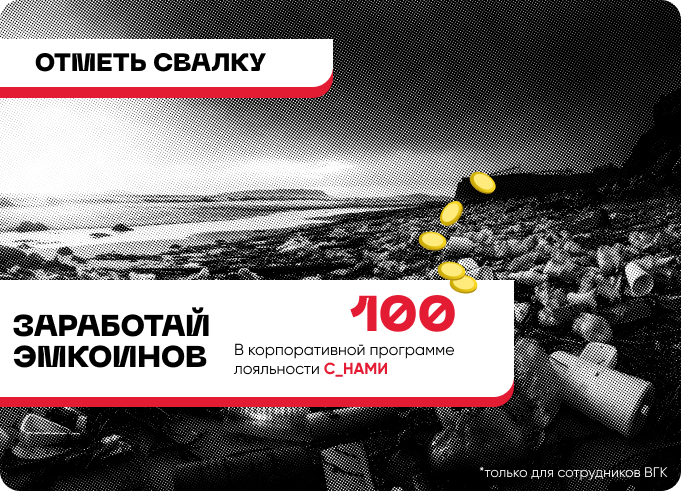 ОТМЕТЬ СВАЛКУ
ЗАРАБОТАЙ 100
ЭМКОИНОВ
В корпоративной программе
лояльности С_НАМИ
*только для сотрудников ВГК